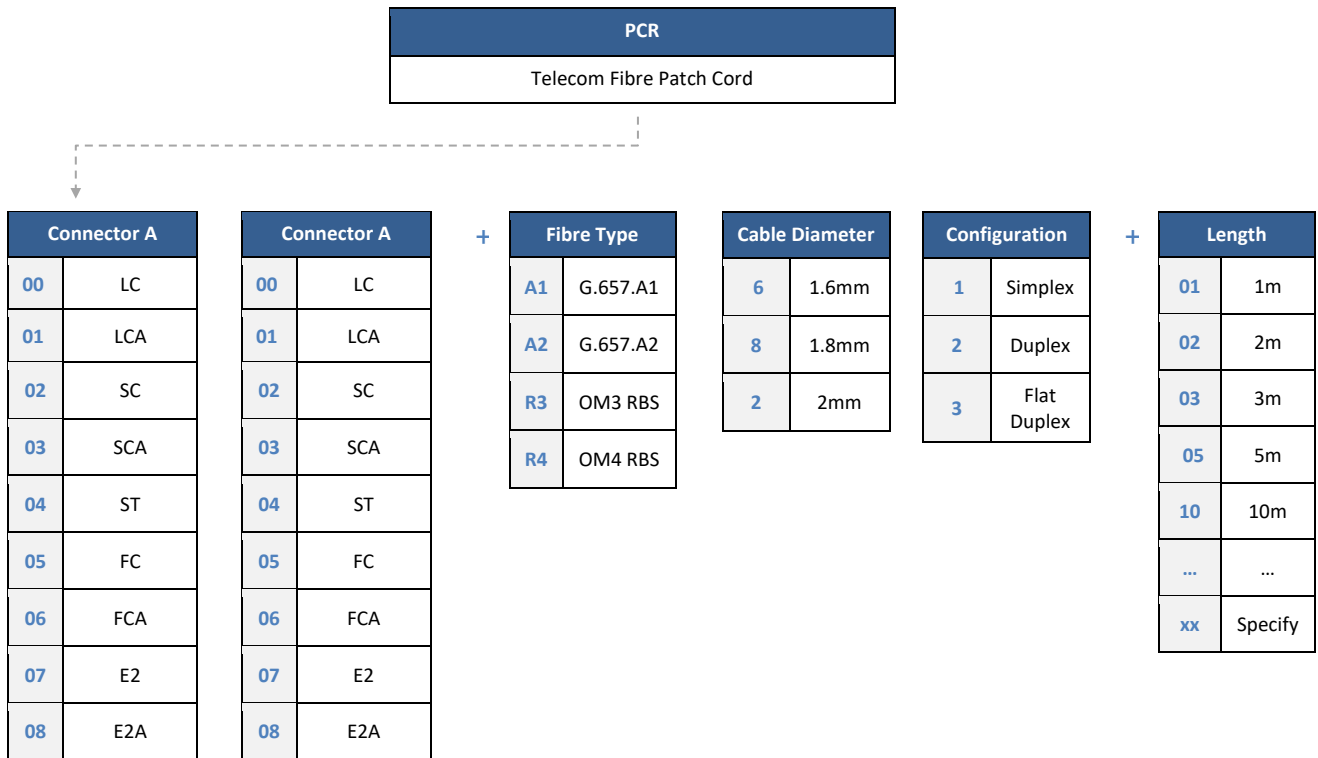 PCR
Telecom Fibre Patch Cord
Connector A
00 LC
01 LCA
02 SC
03 SCA
04 ST
05 FC
06 FCA
07 E2
08 E2A
Connector A
00 LC
01 LCA
02 SC
03 SCA
04 ST
05 FC
06 FCA
07 E2
08 E2A
+
Fibre Type
A1 G.657.A1
A2 G.657.A2
R3 OM3 RBS
R4 OM4 RBS
Cable Diameter
6 1.6mm
8 1.8mm
2 2mm
Configuration
1 Simplex
2 Duplex
3 Flat
Duplex
+
Length
01 1m
02 2m
03 3m
05 5m
10 10m
... ...
xx Specify